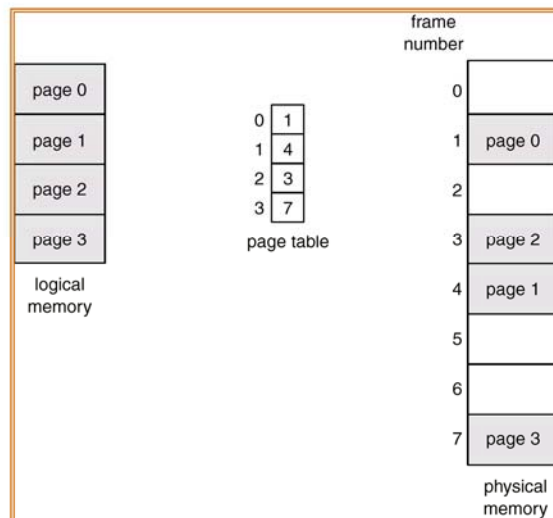 frame
number
page 0
page 1
page 2
page 3
logical
memory
0 1
1 4
2 3
3 7
page table
0
1 page 0
2
3 page 2
4 page 1
5
6
7 page 3
physical
memory